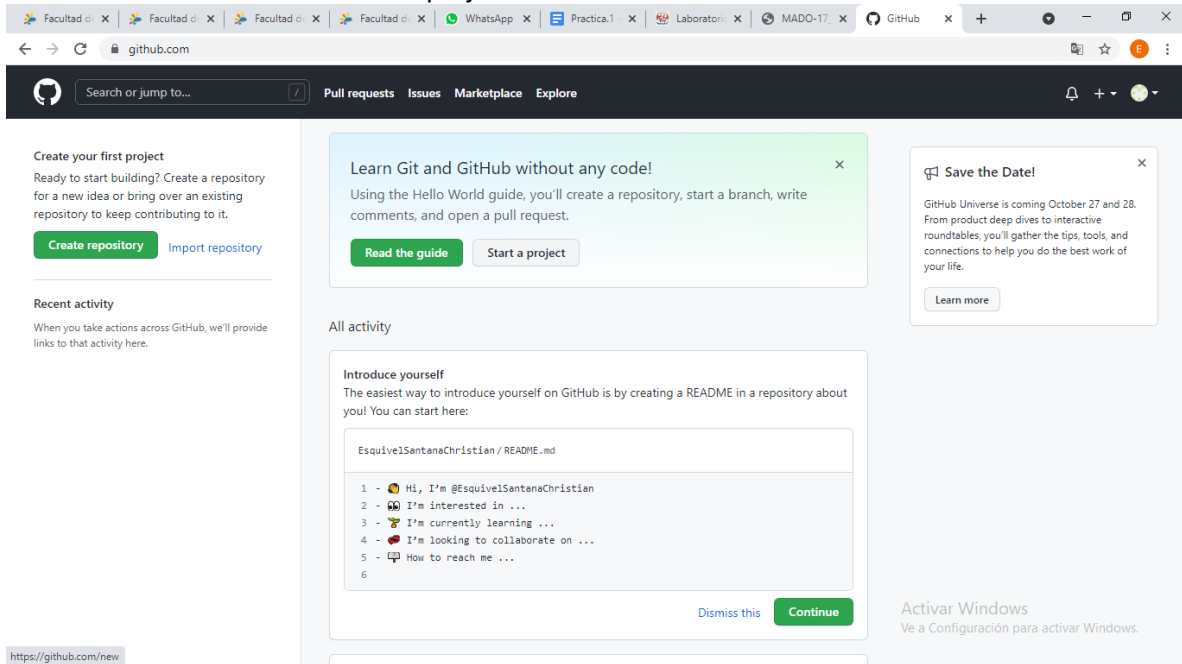 Facultad de
Facultad de
Facultad de
Facultad de
WhatsApp
Practica.1 -
Laboratorio
MADO-17_
GitHub
github.com
E
Search or jump to...
/
Pull requests Issues Marketplace Explore
Create your first project
Ready to start building? Create a repository
for a new idea or bring over an existing
repository to keep contributing to it.
Create repository
Import repository
Recent activity
When you take actions across GitHub, we'll provide
links to that activity here.
Learn Git and GitHub without any code!
Using the Hello World guide, you'll create a repository, start a branch, write
comments, and open a pull request.
Read the guide
Start a project
All activity
Introduce yourself
The easiest way to introduce yourself on GitHub is by creating a README in a repository about
you! You can start here:
EsquivelSantanaChristian / README.md
1 - 👋 Hi, I'm @EsquivelSantanaChristian
2 - 👀 I'm interested in ...
3 - 🌱 I'm currently learning ...
4 - 💞️ I'm looking to collaborate on ...
5 - 📫 How to reach me ...
6
Dismiss this
Continue
Save the Date!
GitHub Universe is coming October 27 and 28.
From product deep dives to interactive
roundtables, you'll gather the tips, tools, and
connections to help you do the best work of
your life.
Learn more
Activar Windows
Ve a Configuración para activar Windows.
https://github.com/new